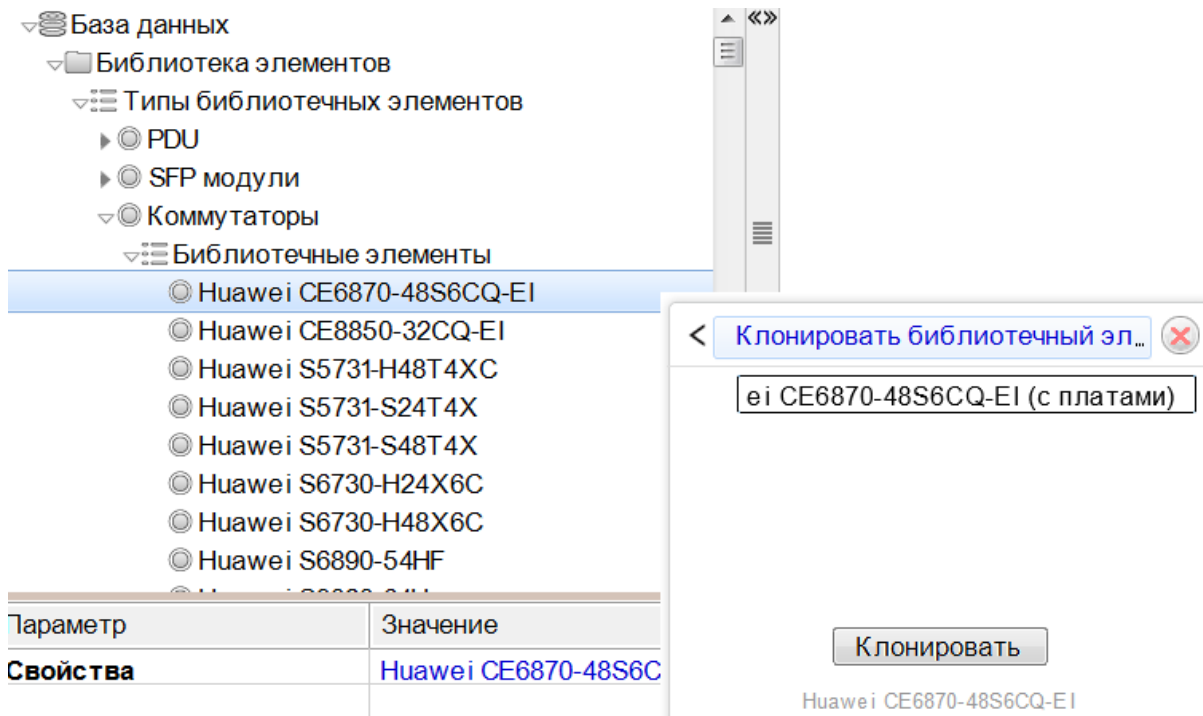 База данных
Библиотека элементов
Типы библиотечных элементов
PDU
SFP модули
Коммутаторы
Библиотечные элементы
Huawei CE6870-48S6CQ-EI
Huawei CE8850-32CQ-EI
Huawei S5731-H48T4XC
Huawei S5731-S24T4X
Huawei S5731-S48T4X
Huawei S6730-H24X6C
Huawei S6730-H48X6C
Huawei S6890-54HF
Параметр Значение
Свойства Huawei CE6870-48S6C
< Клонировать библиотечный эл...
ei CE6870-48S6CQ-EI (с платами)
Клонировать
Huawei CE6870-48S6CQ-EI